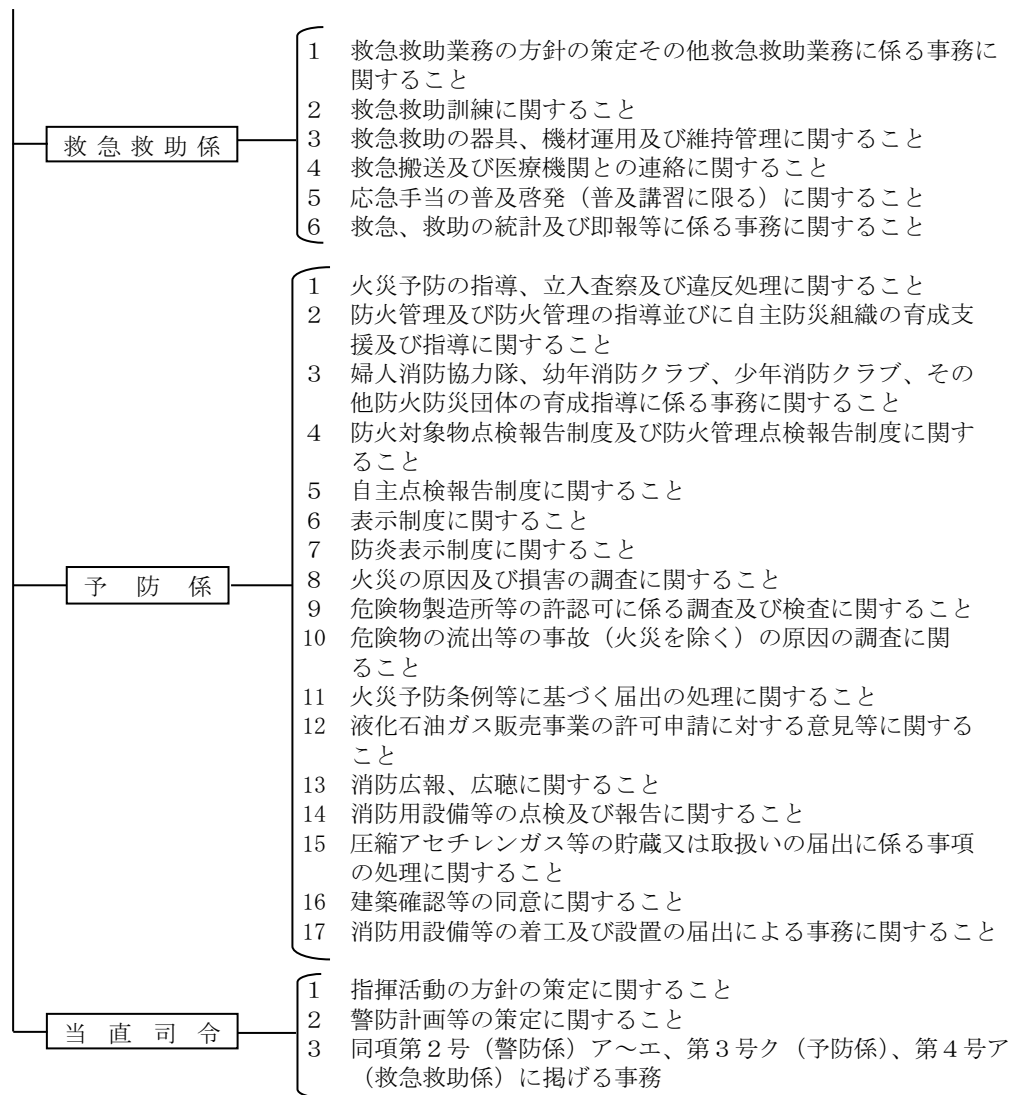 救急救助係
1 救急救助業務の方針の策定その他救急救助業務に係る事務に
関すること
2 救急救助訓練に関すること
3 救急救助の器具、機材運用及び維持管理に関すること
4 救急搬送及び医療機関との連絡に関すること
5 応急手当の普及啓発（普及講習に限る）に関すること
6 救急、救助の統計及び即報等に係る事務に関すること
予防係
1 火災予防の指導、立入査察及び違反処理に関すること
2 防火管理及び防火管理の指導並びに自主防災組織の育成支
援及び指導に関すること
3 婦人消防協力隊、幼年消防クラブ、少年消防クラブ、その
他防火防災団体の育成指導に係る事務に関すること
4 防火対象物点検報告制度及び防火管理点検報告制度に関す
ること
5 自主点検報告制度に関すること
6 表示制度に関すること
7 防炎表示制度に関すること
8 火災の原因及び損害の調査に関すること
9 危険物製造所等の許認可に係る調査及び検査に関すること
10 危険物の流出等の事故（火災を除く）の原因の調査に関
ること
11 火災予防条例等に基づく届出の処理に関すること
12 液化石油ガス販売事業の許可申請に対する意見等に関する
こと
13 消防広報、広聴に関すること
14 消防用設備等の点検及び報告に関すること
15 圧縮アセチレンガス等の貯蔵又は取扱いの届出に係る事項
の処理に関すること
16 建築確認等の同意に関すること
17 消防用設備等の着工及び設置の届出による事務に関すること
当直司令
1 指揮活動の方針の策定に関すること
2 警防計画等の策定に関すること
3 同項第２号（警防係）ア～エ、第３号ク（予防係）、第４号ア
（救急救助係）に掲げる事務